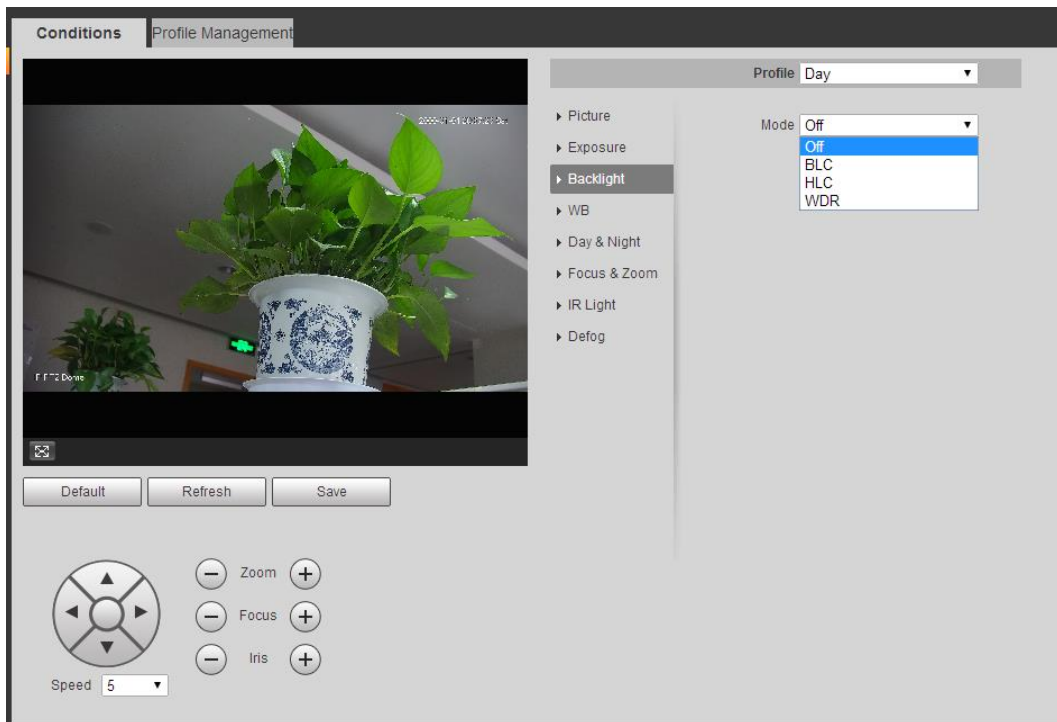 Conditions
Profile Management
Profile Day
Picture
Exposure
Backlight
WB
Day & Night
Focus & Zoom
IR Light
Defog
Mode Off
Off
BLC
HLC
WDR
Dome
Default Refresh Save
Zoom
Focus
Iris
Speed 5